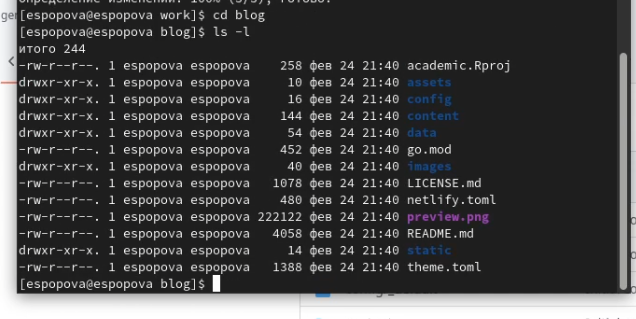 определение изменений: 100% (3/3), готово.
[espopova@espopova work]$ cd blog
[espopova@espopova blog]$ ls -l
итого 244
-rw-r--r--. 1 espopova espopova    258 фев 24 21:40 academic.Rproj
drwxr-xr-x. 1 espopova espopova     10 фев 24 21:40 assets
drwxr-xr-x. 1 espopova espopova     16 фев 24 21:40 config
drwxr-xr-x. 1 espopova espopova    144 фев 24 21:40 content
drwxr-xr-x. 1 espopova espopova     54 фев 24 21:40 data
-rw-r--r--. 1 espopova espopova    452 фев 24 21:40 go.mod
drwxr-xr-x. 1 espopova espopova     40 фев 24 21:40 images
-rw-r--r--. 1 espopova espopova   1078 фев 24 21:40 LICENSE.md
-rw-r--r--. 1 espopova espopova    480 фев 24 21:40 netlify.toml
-rw-r--r--. 1 espopova espopova 222122 фев 24 21:40 preview.png
-rw-r--r--. 1 espopova espopova   4058 фев 24 21:40 README.md
drwxr-xr-x. 1 espopova espopova     14 фев 24 21:40 static
-rw-r--r--. 1 espopova espopova   1388 фев 24 21:40 theme.toml
[espopova@espopova blog]$